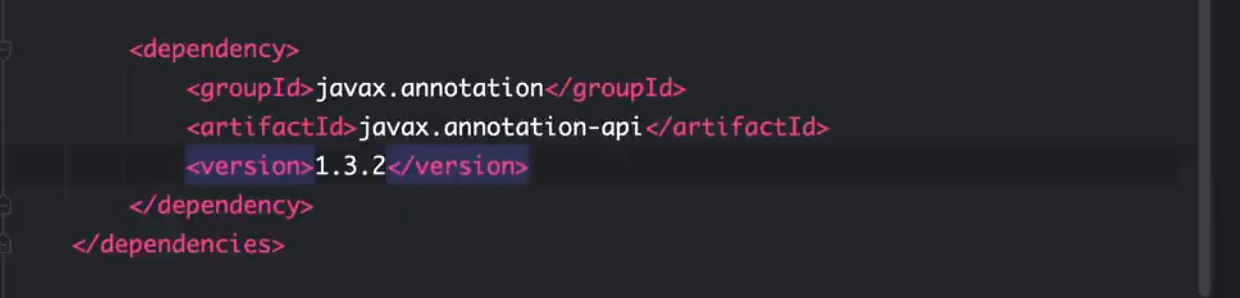 <dependency>
<groupId>javax.annotation</groupId>
<artifactId>javax.annotation-api</artifactId>
<version>1.3.2</version>
</dependency>
</dependencies>